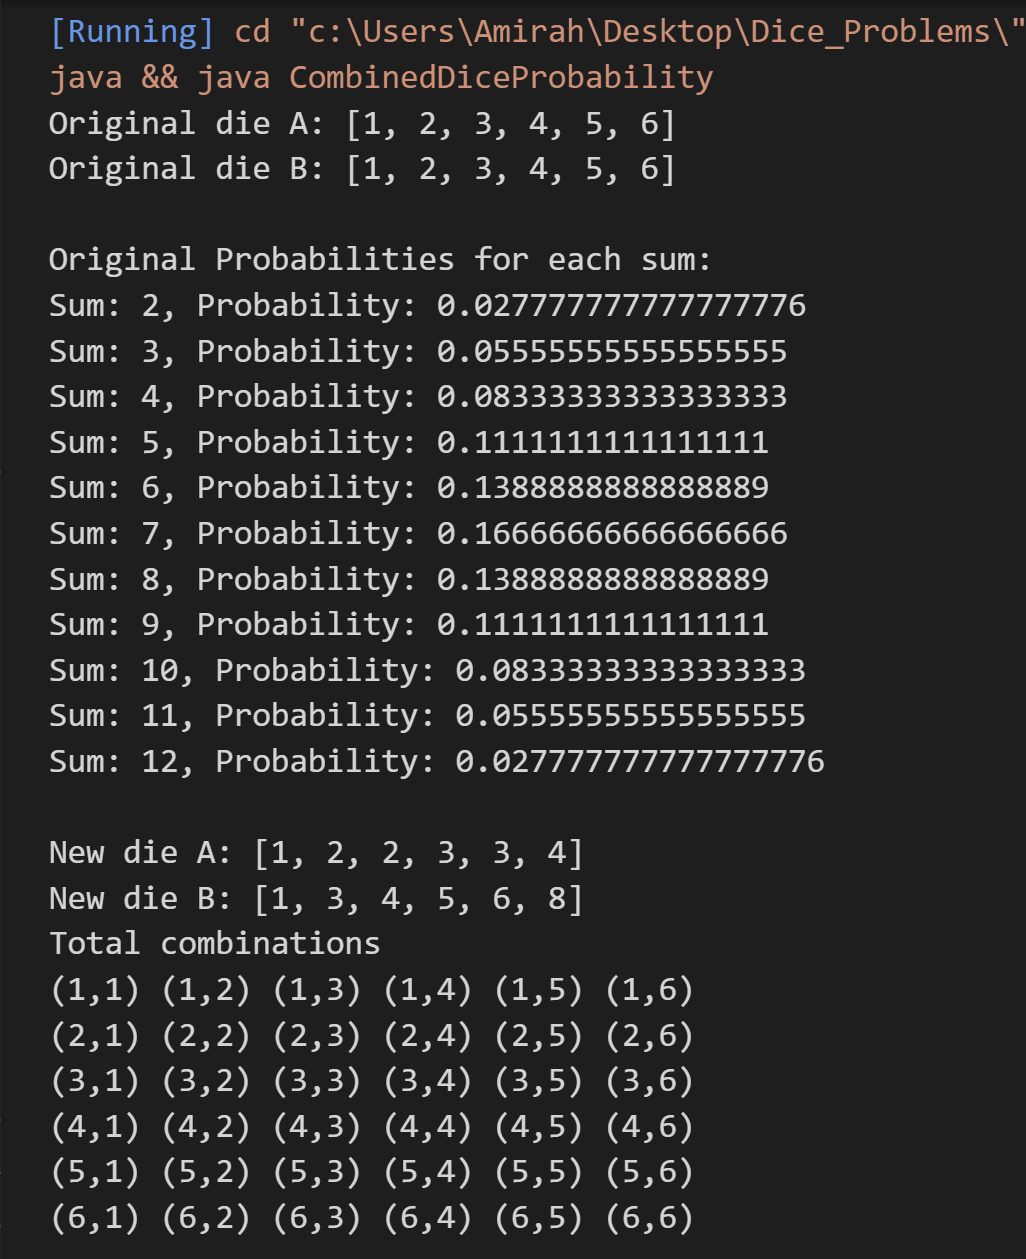 [Running] cd "c:\Users\Amirah\Desktop\Dice_Problems\"
java && java CombinedDiceProbability
Original die A: [1, 2, 3, 4, 5, 6]
Original die B: [1, 2, 3, 4, 5, 6]
Original Probabilities for each sum:
Sum: 2, Probability: 0.027777777777777776
Sum: 3, Probability: 0.05555555555555555
Sum: 4, Probability: 0.08333333333333333
Sum: 5, Probability: 0.1111111111111111
Sum: 6, Probability: 0.1388888888888889
Sum: 7, Probability: 0.16666666666666666
Sum: 8, Probability: 0.1388888888888889
Sum: 9, Probability: 0.1111111111111111
Sum: 10, Probability: 0.08333333333333333
Sum: 11, Probability: 0.05555555555555555
Sum: 12, Probability: 0.027777777777777776
New die A: [1, 2, 2, 3, 3, 4]
New die B: [1, 3, 4, 5, 6, 8]
Total combinations
(1,1) (1,2) (1,3) (1,4) (1,5) (1,6)
(2,1) (2,2) (2,3) (2,4) (2,5) (2,6)
(3,1) (3,2) (3,3) (3,4) (3,5) (3,6)
(4,1) (4,2) (4,3) (4,4) (4,5) (4,6)
(5,1) (5,2) (5,3) (5,4) (5,5) (5,6)
(6,1) (6,2) (6,3) (6,4) (6,5) (6,6)